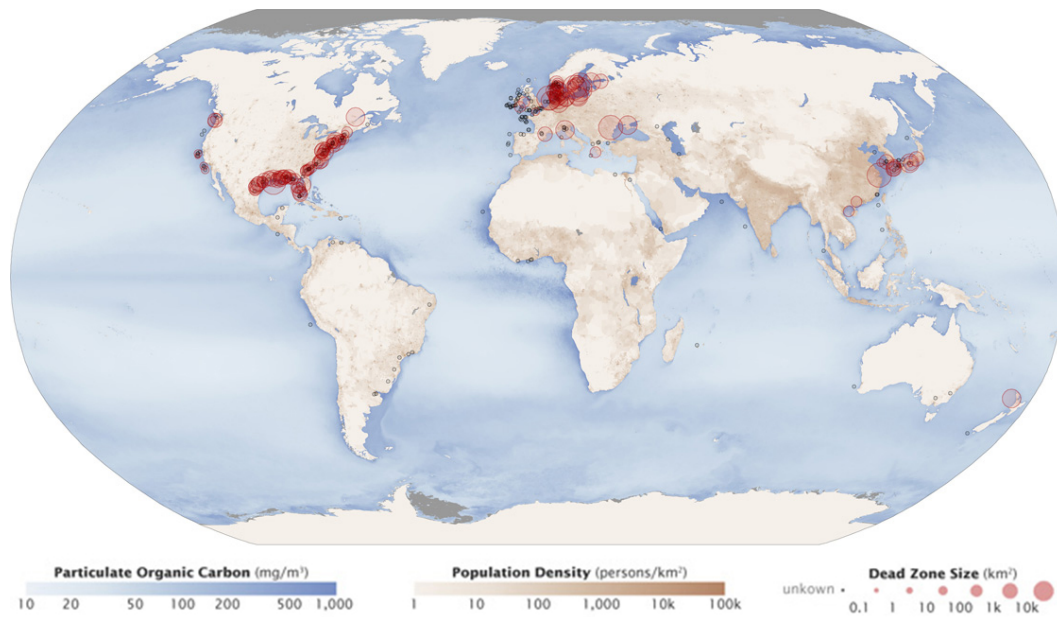 Particulate Organic Carbon (mg/m³)
10 20 50 100 200 500 1,000
Population Density (persons/km²)
1 10 100 1,000 10k 100k
Dead Zone Size (km²)
unkown
0.1 1 10 100 1k 10k